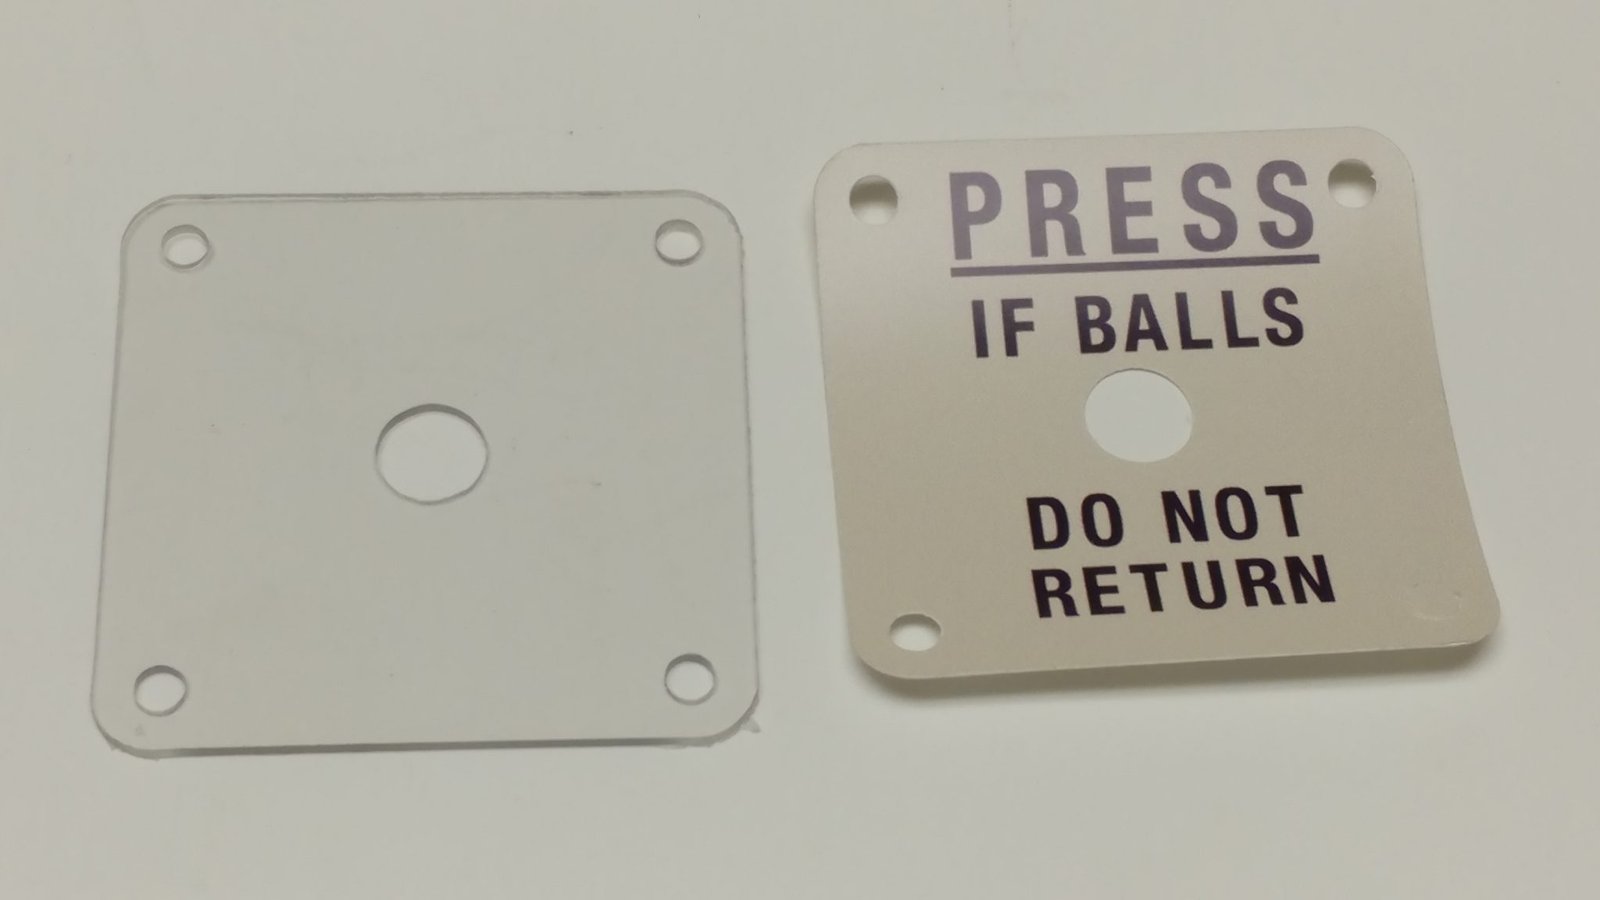 PRESS
IF BALLS
DO NOT
RETURN